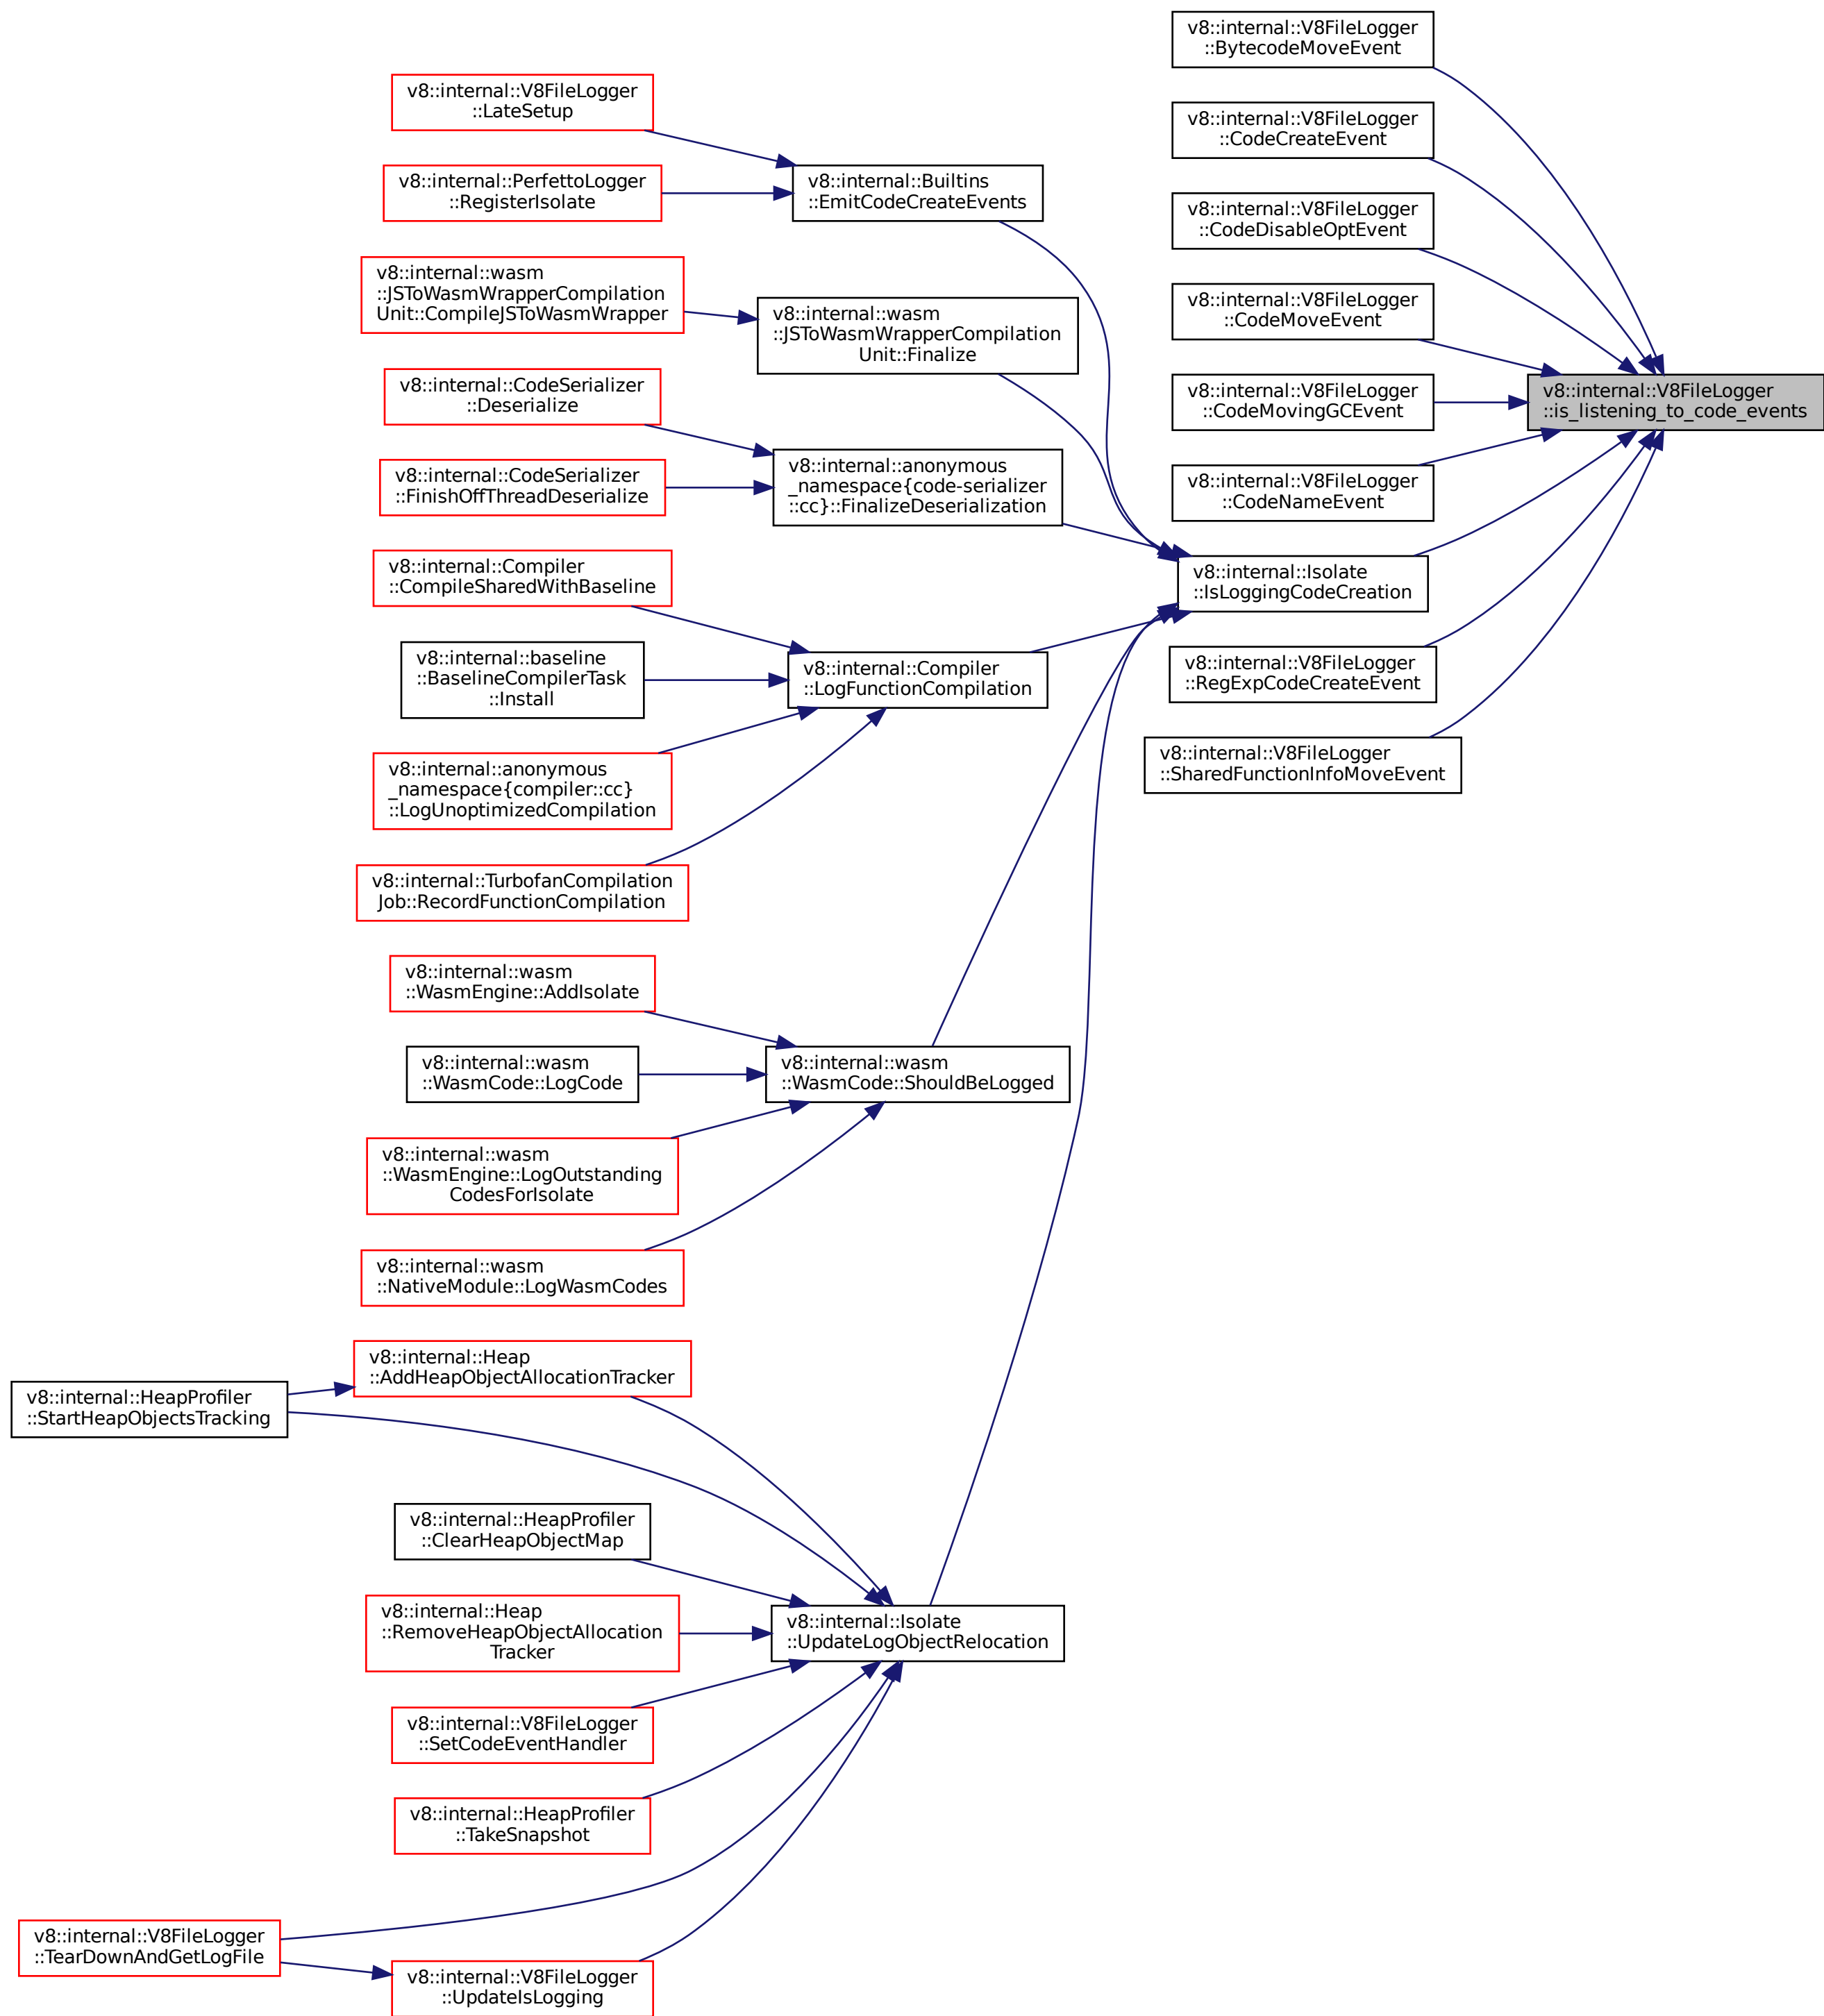 v8::internal::V8FileLogger
::BytecodeMoveEvent
v8::internal::V8FileLogger
::LateSetup
v8::internal::V8FileLogger
::CodeCreateEvent
v8::internal::PerfettoLogger
::RegisterIsolate
v8::internal::Builtins
::EmitCodeCreateEvents
v8::internal::V8FileLogger
::CodeDisableOptEvent
v8::internal::wasm
::JSToWasmWrapperCompilation
Unit::CompileJSToWasmWrapper
v8::internal::wasm
::JSToWasmWrapperCompilation
Unit::Finalize
v8::internal::V8FileLogger
::CodeMoveEvent
v8::internal::CodeSerializer
::Deserialize
v8::internal::V8FileLogger
::CodeMovingGCEvent
v8::internal::V8FileLogger
::is_listening_to_code_events
v8::internal::CodeSerializer
::FinishOffThreadDeserialize
v8::internal::anonymous
_namespace{code-serializer
::cc}::FinalizeDeserialization
v8::internal::V8FileLogger
::CodeNameEvent
v8::internal::Compiler
::CompileSharedWithBaseline
v8::internal::Isolate
::IsLoggingCodeCreation
v8::internal::baseline
::BaselineCompilerTask
::Install
v8::internal::Compiler
::LogFunctionCompilation
v8::internal::V8FileLogger
::RegExpCodeCreateEvent
v8::internal::anonymous
_namespace{compiler::cc}
::LogUnoptimizedCompilation
v8::internal::V8FileLogger
::SharedFunctionInfoMoveEvent
v8::internal::TurbofanCompilation
Job::RecordFunctionCompilation
v8::internal::wasm
::WasmEngine::AddIsolate
v8::internal::wasm
::WasmCode::LogCode
v8::internal::wasm
::WasmCode::ShouldBeLogged
v8::internal::wasm
::WasmEngine::LogOutstanding
CodesForIsolate
v8::internal::wasm
::NativeModule::LogWasmCodes
v8::internal::Heap
::AddHeapObjectAllocationTracker
v8::internal::HeapProfiler
::StartHeapObjectsTracking
v8::internal::HeapProfiler
::ClearHeapObjectMap
v8::internal::Heap
::RemoveHeapObjectAllocation
Tracker
v8::internal::Isolate
::UpdateLogObjectRelocation
v8::internal::V8FileLogger
::SetCodeEventHandler
v8::internal::HeapProfiler
::TakeSnapshot
v8::internal::V8FileLogger
::TearDownAndGetLogFile
v8::internal::V8FileLogger
::UpdateIsLogging